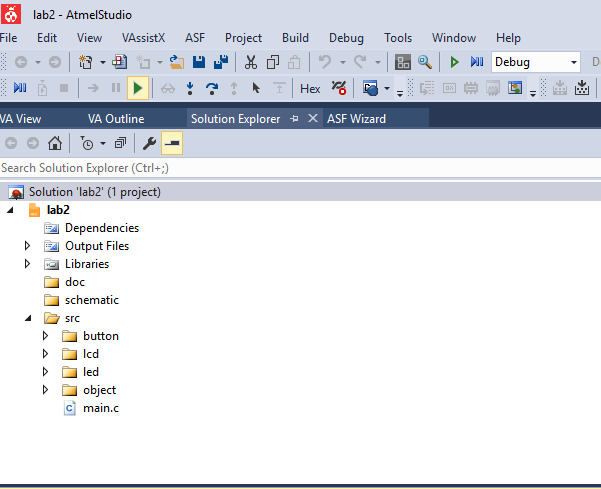 lab2 - AtmelStudio
File Edit View VAssistX ASF Project Build Debug Tools Window Help
Debug
Hex
VA View VA Outline Solution Explorer ASF Wizard
Search Solution Explorer (Ctrl+;)
Solution 'lab2' (1 project)
lab2
Dependencies
Output Files
Libraries
doc
schematic
src
button
lcd
led
object
main.c